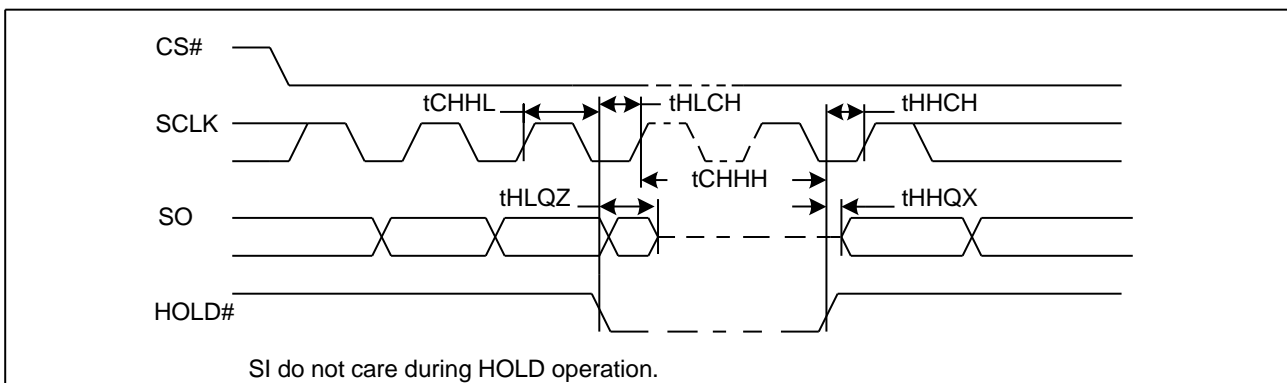 CS#
tCHHL
tHLCH
tHHCH
SCLK
tCHHH
tHLQZ
tHHQX
SO
HOLD#
SI do not care during HOLD operation.